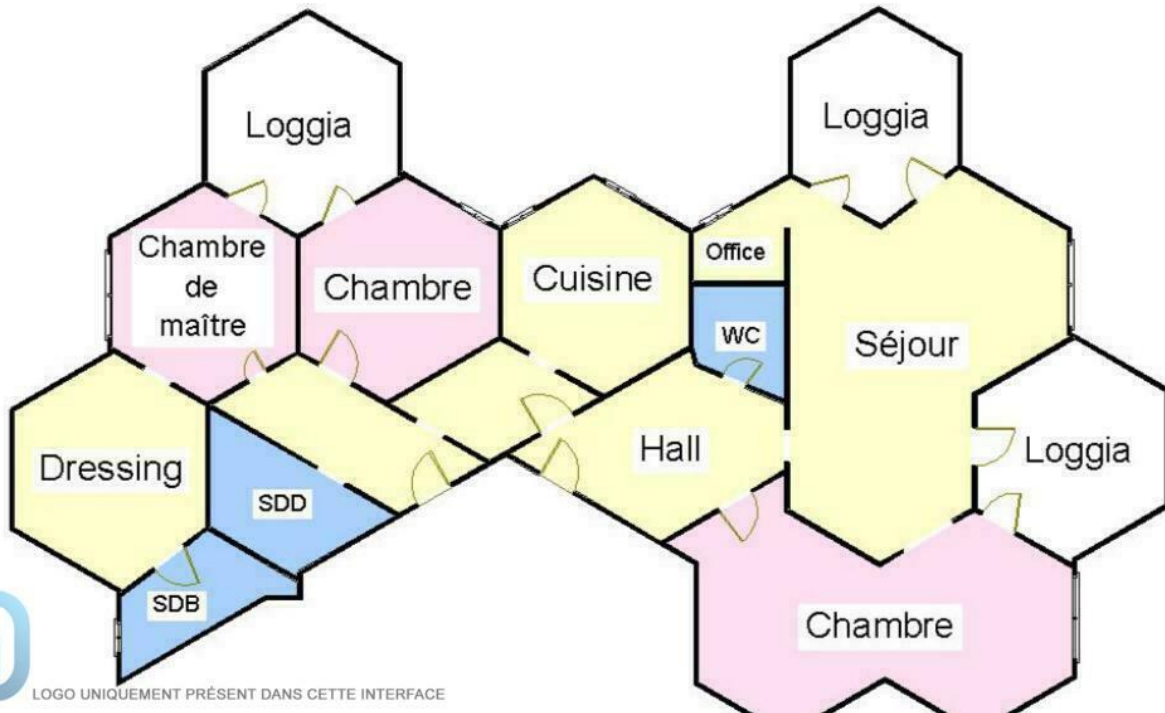 Loggia
Loggia
Chambre
de
maître
Chambre
Cuisine
Office
WC
Séjour
Dressing
SDD
Hall
Loggia
SDB
Chambre
LOGO UNIQUEMENT PRÉSENT DANS CETTE INTERFACE